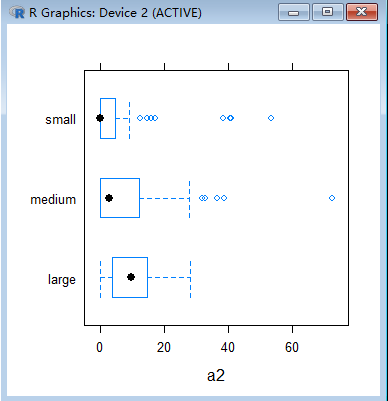 R Graphics: Device 2 (ACTIVE)
small
medium
large
0 20 40 60
a2